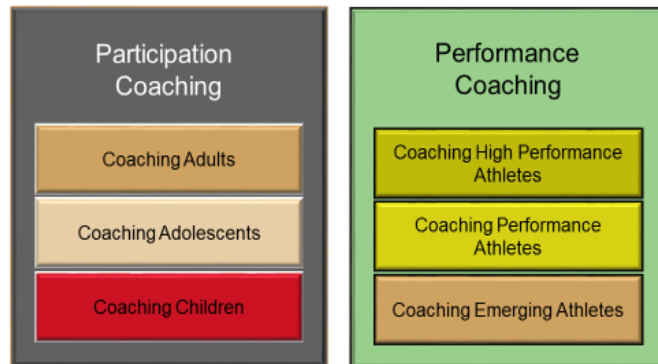 Participation
Coaching
Coaching Adults
Coaching Adolescents
Coaching Children
Performance
Coaching
Coaching High Performance
Athletes
Coaching Performance
Athletes
Coaching Emerging Athletes